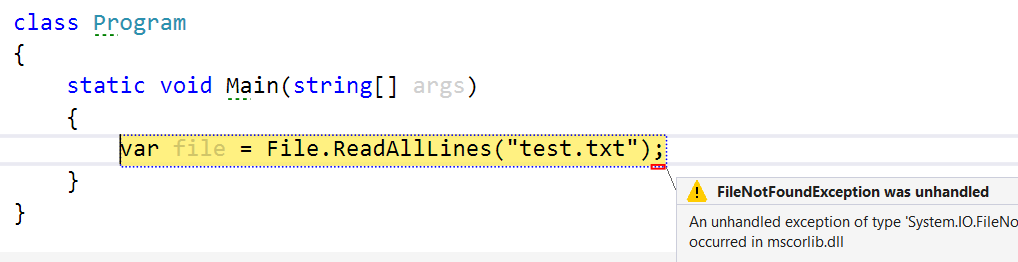 class Program
{
static void Main(string[] args)
{
var file = File.ReadAllLines("test.txt");
}
}
FileNotFoundException was unhandled
An unhandled exception of type 'System.IO.FileNo
occurred in mscorlib.dll